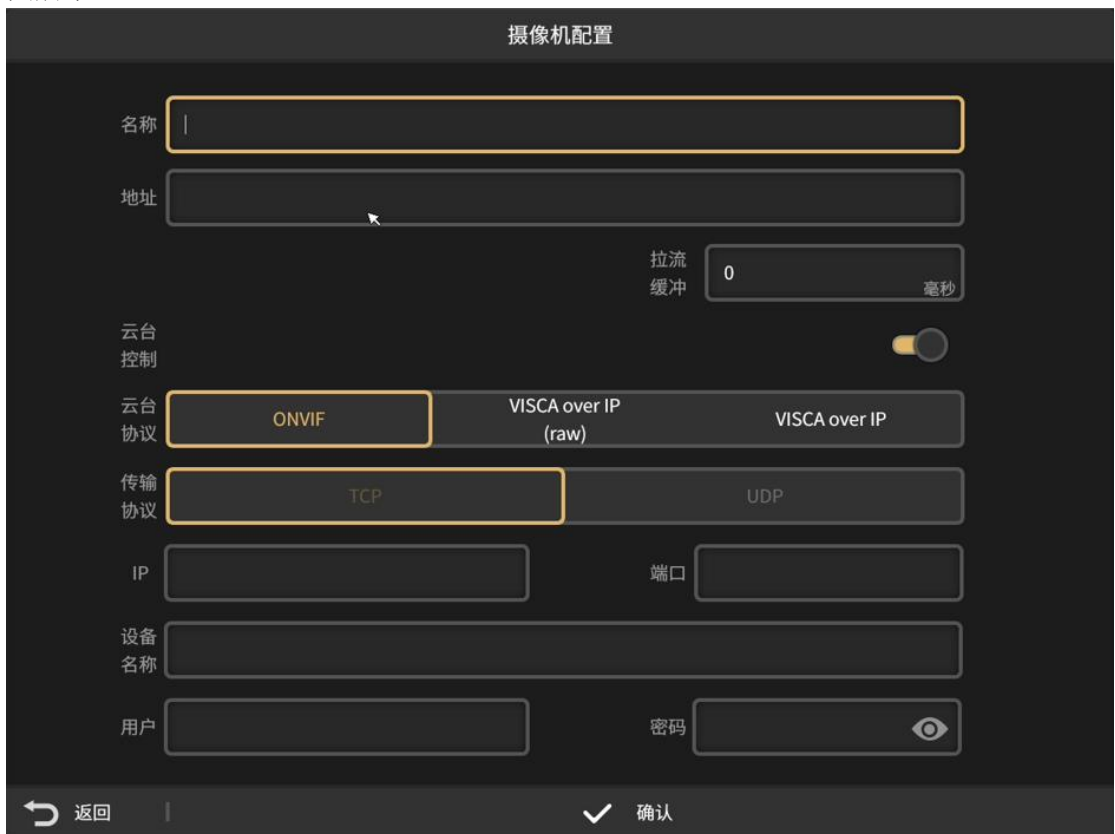 摄像机配置
名称
地址
拉流
缓冲
0
毫秒
云台
控制
云台
协议
ONVIF
VISCA over IP
(raw)
VISCA over IP
传输
协议
TCP
UDP
IP
端口
设备
名称
用户
密码
返回
确认